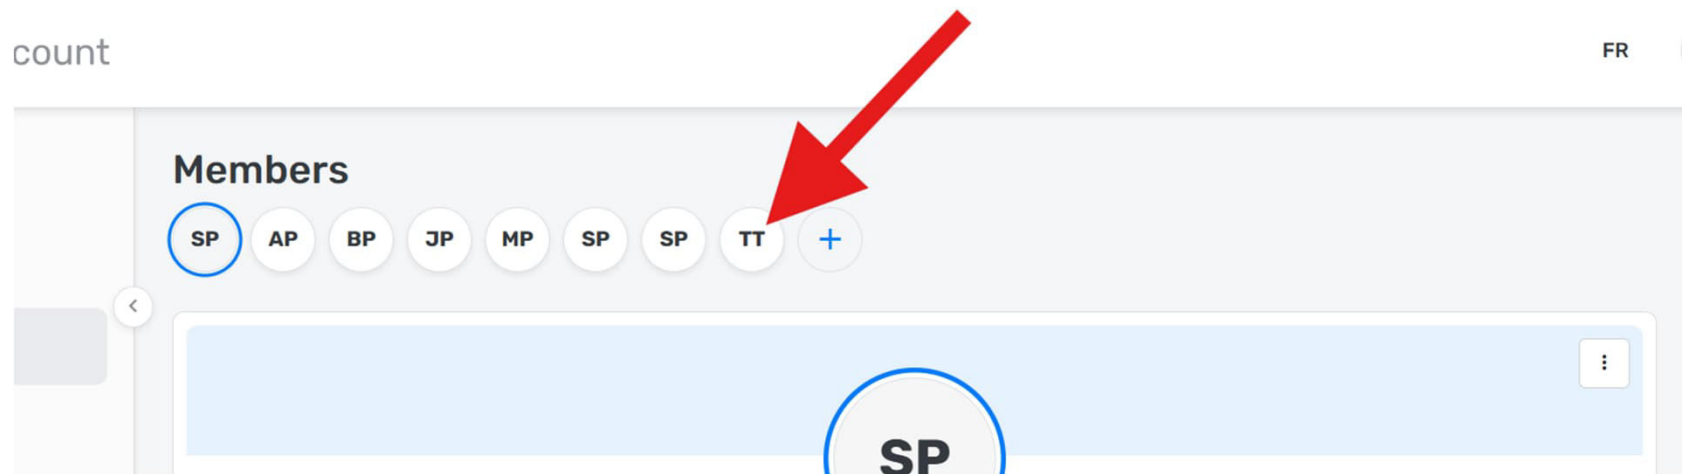 count
FR
Members
SP AP BP JP MP SP SP TT +
SP